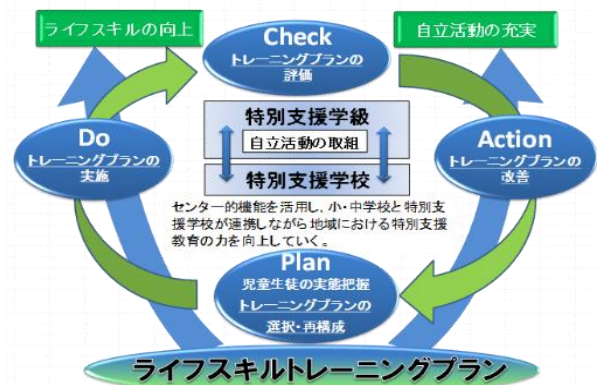 ライフスキルの向上
自立活動の充実
Check
トレーニングプランの
評価
Do
トレーニングプランの
実施
特別支援学級
自立活動の取組
特別支援学校
Action
トレーニングプランの
改善
センター的機能を活用し、小・中学校と特別支
援学校が連携しながら地域における特別支援
教育の力を向上していく。
Plan
児童生徒の実態把握
トレーニングプランの
選択・再構成
ライフスキルトレーニングプラン